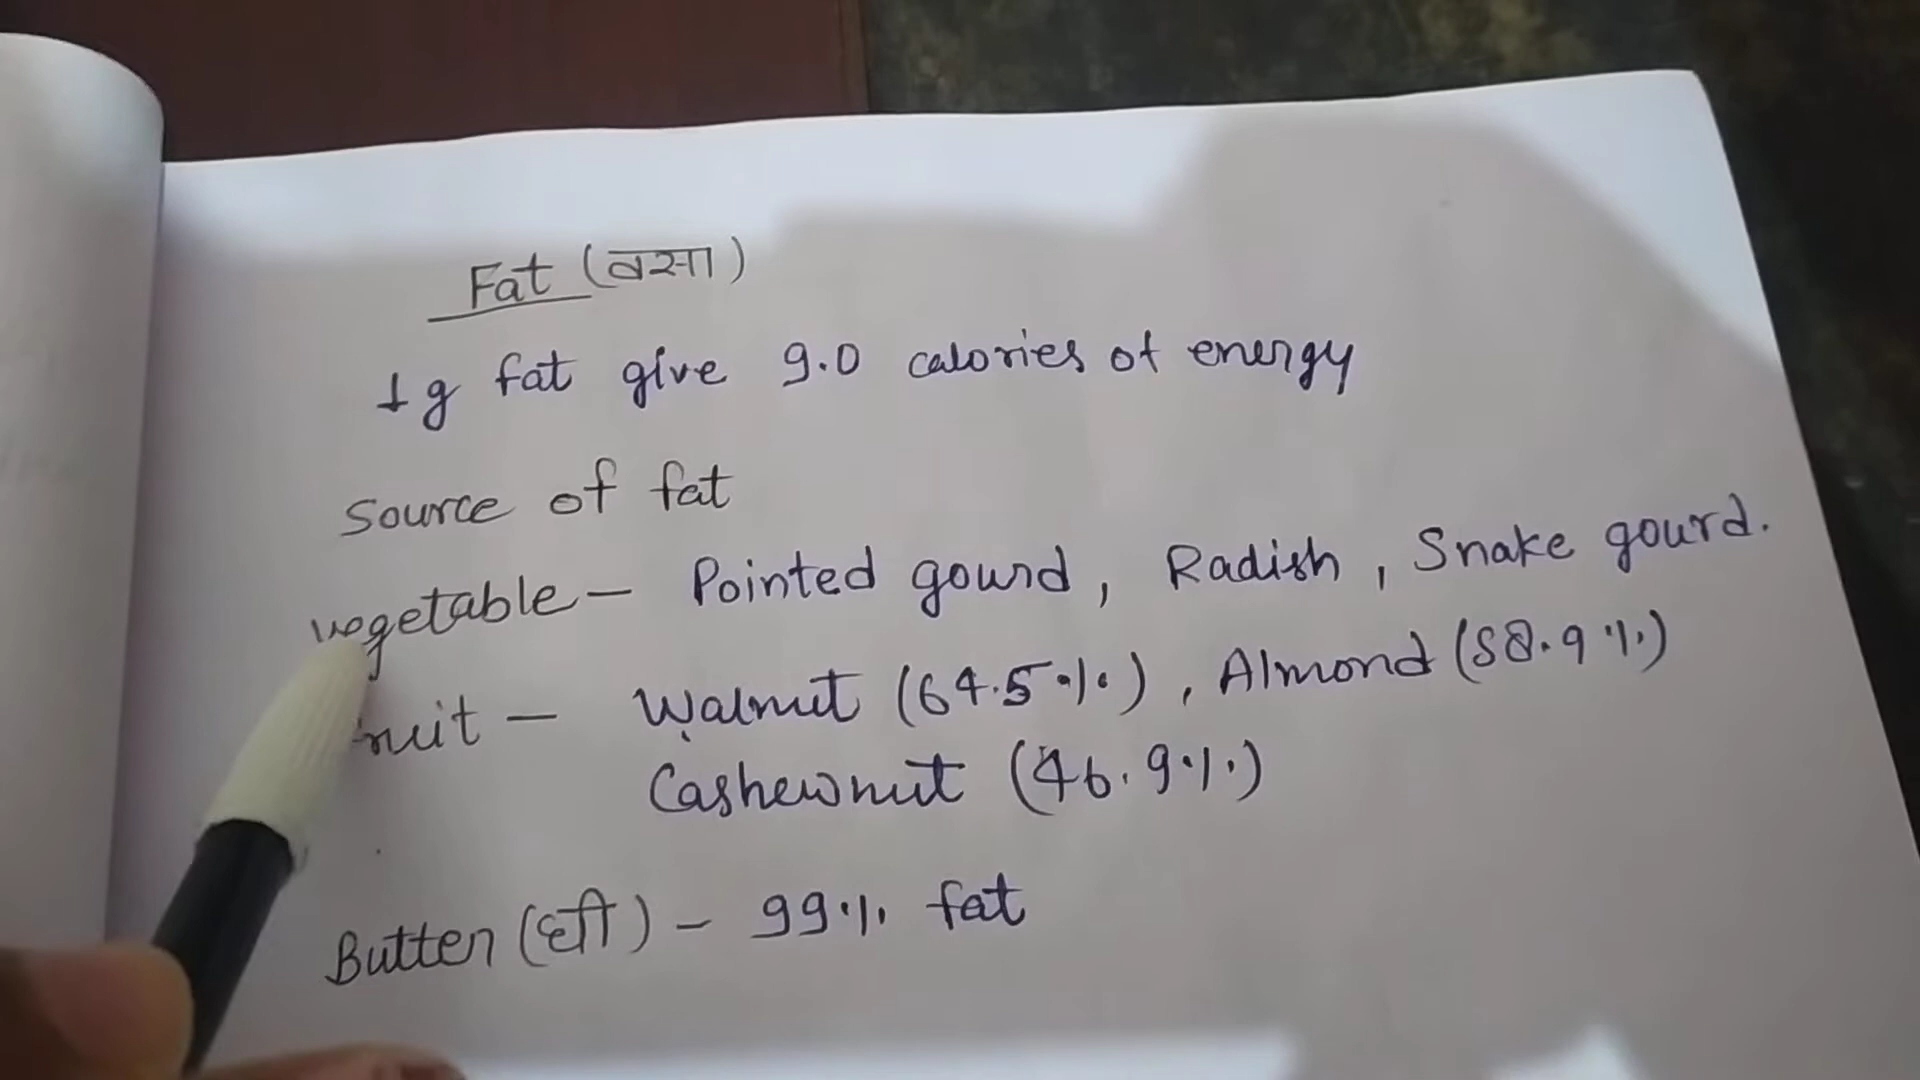 Fat (वसा)
1g fat give 9.0 calories of energy
Source of fat
Vegetable - Pointed gourd, Radish, Snake gourd.
- Walnut (64.5%), Almond (58.9%)
Cashewnut (46.9%)
Butter (घी) - 99% fat